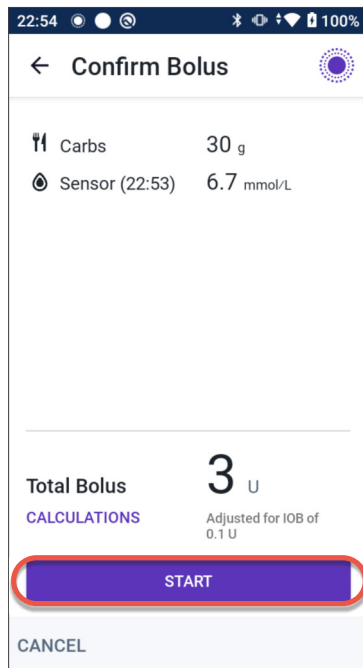 22:54 100%
Confirm Bolus
Carbs 30 g
Sensor (22:53) 6.7 mmol/L
Total Bolus 3 U
CALCULATIONS Adjusted for IOB of
0.1 U
START
CANCEL